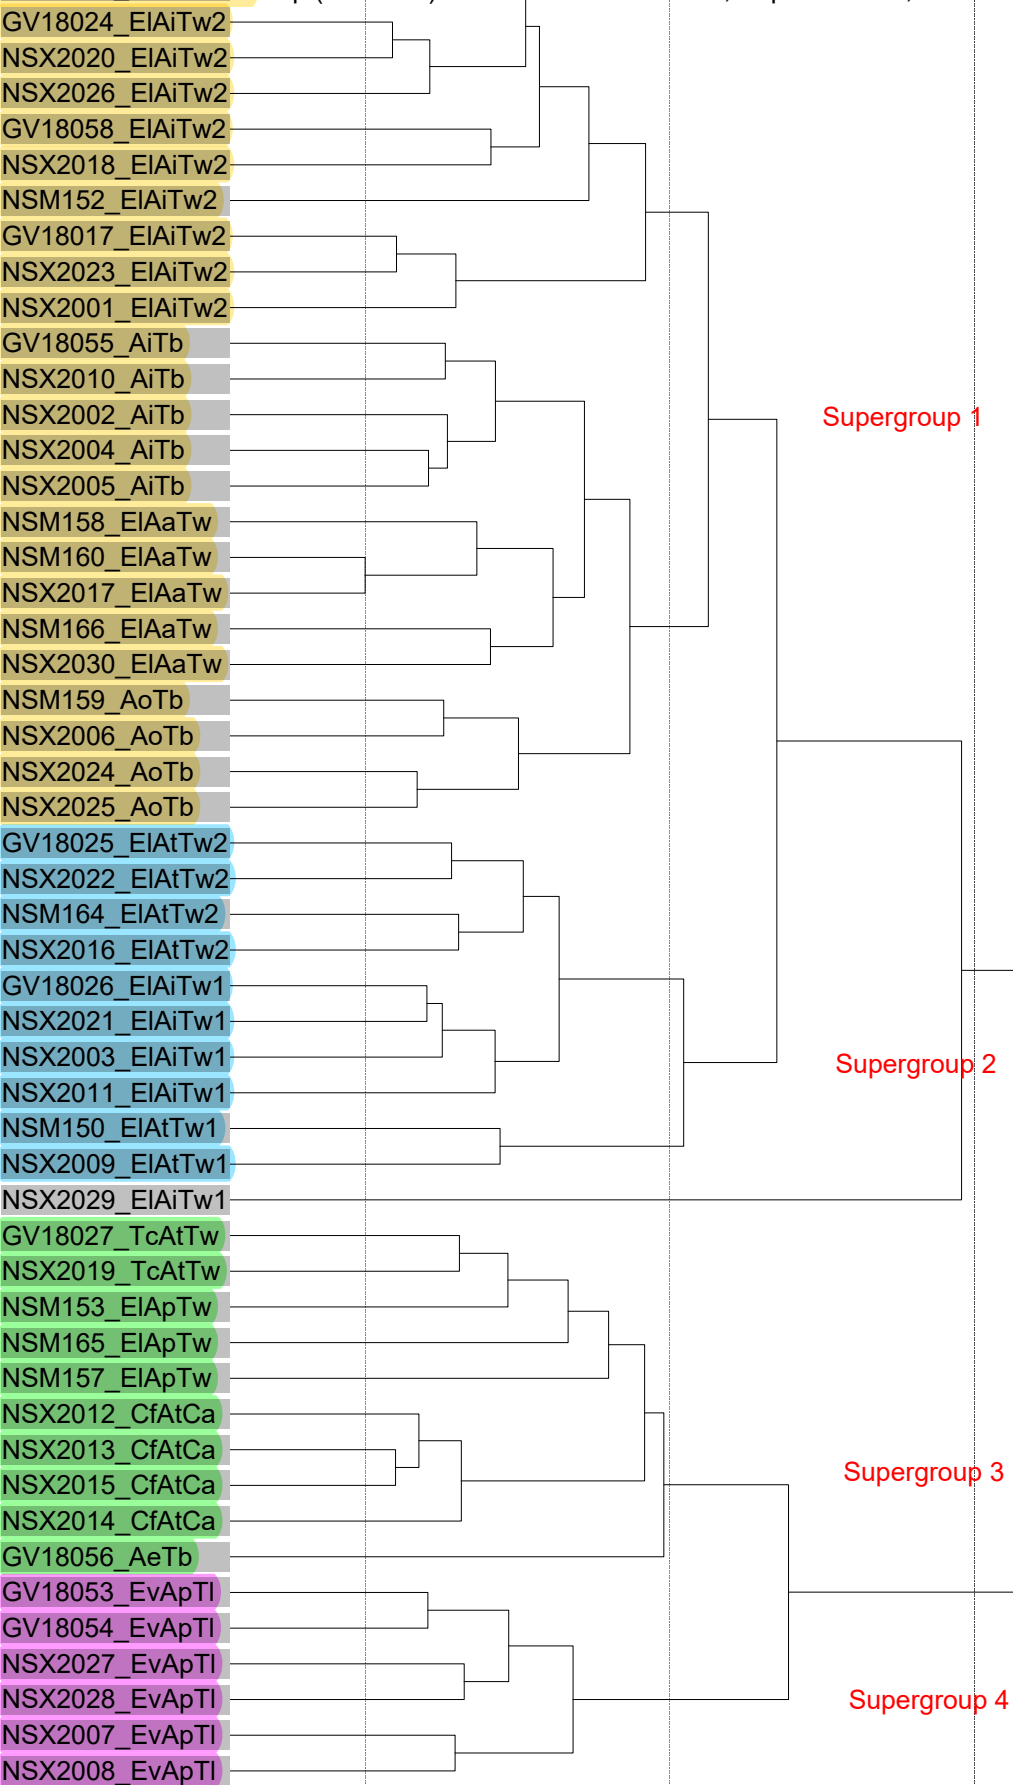 GV18024_ElAiTw2
NSX2020_ElAiTw2
NSX2026_ElAiTw2
GV18058_ElAiTw2
NSX2018_ElAiTw2
NSM152_ElAiTw2
GV18017_ElAiTw2
NSX2023_ElAiTw2
NSX2001_ElAiTw2
GV18055_AiTb
NSX2010_AiTb
NSX2002_AiTb
Supergroup 1
NSX2004_AiTb
NSX2005_AiTb
NSM158_ElAaTw
NSM160_ElAaTw
NSX2017_ElAaTw
NSM166_ElAaTw
NSX2030_ElAaTw
NSM159_AoTb
NSX2006_AoTb
NSX2024_AoTb
NSX2025_AoTb
GV18025_ElAtTw2
NSX2022_ElAtTw2
NSM164_ElAtTw2
NSX2016_ElAtTw2
GV18026_ElAiTw1
NSX2021_ElAiTw1
NSX2003_ElAiTw1
Supergroup 2
NSX2011_ElAiTw1
NSM150_ElAtTw1
NSX2009_ElAtTw1
NSX2029_ElAiTw1
GV18027_TcAtTw
NSX2019_TcAtTw
NSM153_ElApTw
NSM165_ElApTw
NSM157_ElApTw
NSX2012_CfAtCa
NSX2013_CfAtCa
Supergroup 3
NSX2015_CfAtCa
NSX2014_CfAtCa
GV18056_AeTb
GV18053_EvApTl
GV18054_EvApTl
NSX2027_EvApTl
NSX2028_EvApTl
Supergroup 4
NSX2007_EvApTl
NSX2008_EvApTl